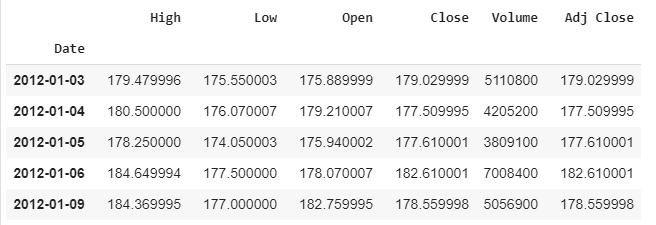 High Low Open Close Volume Adj Close
Date
2012-01-03 179.479996 175.550003 175.889999 179.029999 5110800 179.029999
2012-01-04 180.500000 176.070007 179.210007 177.509995 4205200 177.509995
2012-01-05 178.250000 174.050003 175.940002 177.610001 3809100 177.610001
2012-01-06 184.649994 177.500000 178.070007 182.610001 7008400 182.610001
2012-01-09 184.369995 177.000000 182.759995 178.559998 5056900 178.559998